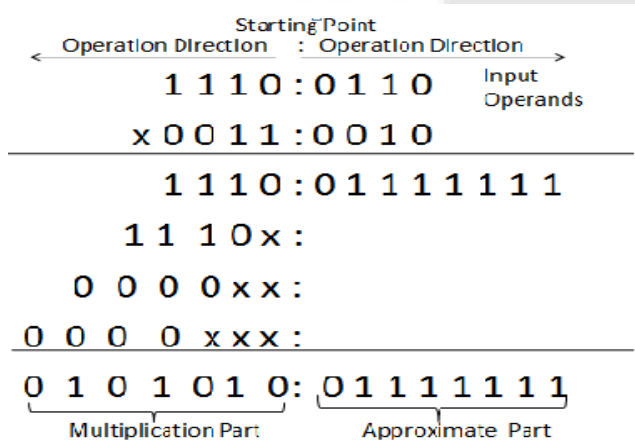 Starting Point
Operation Direction : Operation Direction
1 1 1 0 : 0 1 1 0 Input
Operands
x 0 0 1 1 : 0 0 1 0
1 1 1 0 : 0 1 1 1 1 1 1 1
1 1 1 0 x :
0 0 0 0 x x :
0 0 0 0 x x x :
0 1 0 1 0 1 0 : 0 1 1 1 1 1 1 1
Multiplication Part Approximate Part